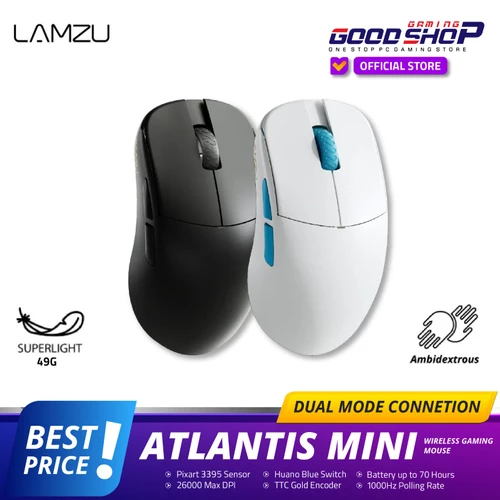 LAMZU
GAMING
GOODSHOP
ONE STOP PC GAMING STORE
OFFICIAL STORE
SUPERLIGHT
49G
Ambidextrous
DUAL MODE CONNETION
BEST
PRICE!
ATLANTIS MINI
WIRELESS GAMING
MOUSE
• Pixart 3395 Sensor • Huano Blue Switch • Battery up to 70 Hours
• 26000 Max DPI • TTC Gold Encoder • 1000Hz Polling Rate